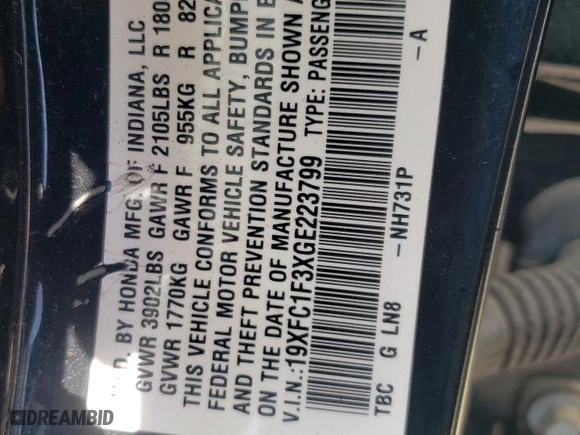 D. BY HONDA MFG. OF INDIANA, LLC
GVWR 3902LBS GAWR F 2105LBS R 180
GVWR 1770KG GAWR F 955KG R 82
THIS VEHICLE CONFORMS TO ALL APPLICA
FEDERAL MOTOR VEHICLE SAFETY, BUMP
AND THEFT PREVENTION STANDARDS IN E
ON THE DATE OF MANUFACTURE SHOWN A
V.I.N.:19XFC1F3XGE223799 TYPE: PASSENG
-NH731P -A
TBC G LN8
DREAMBID